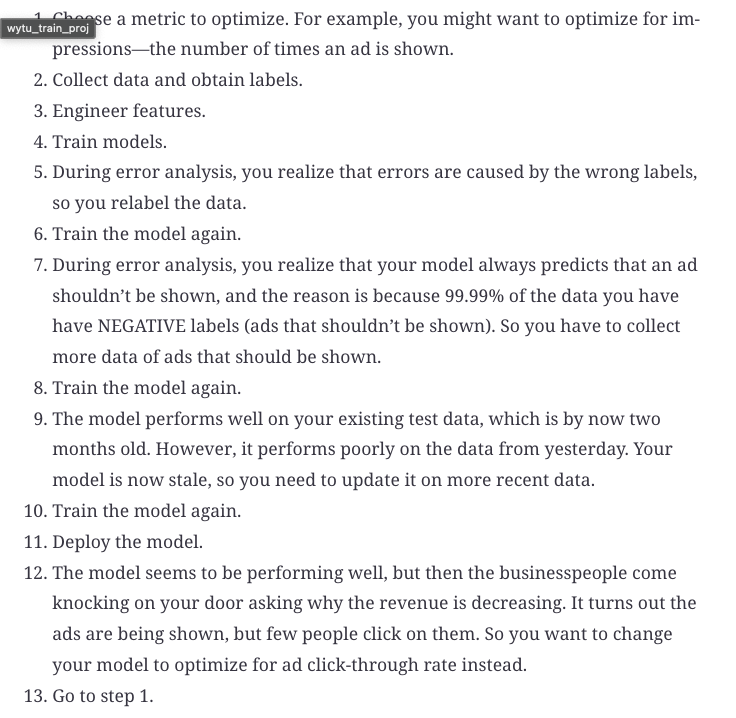 1. Choose a metric to optimize. For example, you might want to optimize for im-
wytu_train_proj
pressions—the number of times an ad is shown.
2. Collect data and obtain labels.
3. Engineer features.
4. Train models.
5. During error analysis, you realize that errors are caused by the wrong labels,
so you relabel the data.
6. Train the model again.
7. During error analysis, you realize that your model always predicts that an ad
shouldn’t be shown, and the reason is because 99.99% of the data you have
have NEGATIVE labels (ads that shouldn’t be shown). So you have to collect
more data of ads that should be shown.
8. Train the model again.
9. The model performs well on your existing test data, which is by now two
months old. However, it performs poorly on the data from yesterday. Your
model is now stale, so you need to update it on more recent data.
10. Train the model again.
11. Deploy the model.
12. The model seems to be performing well, but then the businesspeople come
knocking on your door asking why the revenue is decreasing. It turns out the
ads are being shown, but few people click on them. So you want to change
your model to optimize for ad click-through rate instead.
13. Go to step 1.